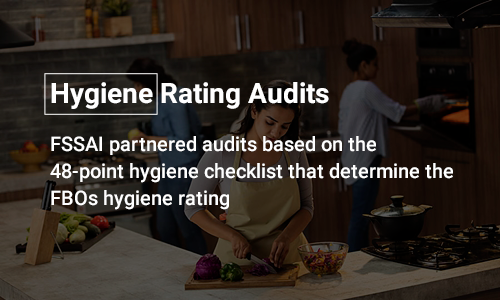 Hygiene Rating Audits
FSSAI partnered audits based on the
48-point hygiene checklist that determine the
FBOs hygiene rating